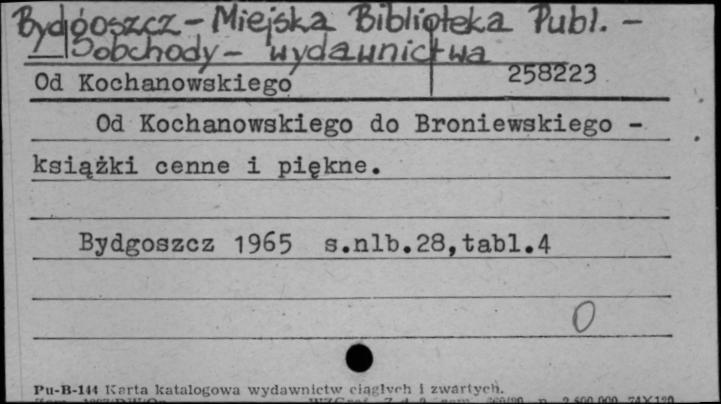 Bydgoszcz - Miejska Biblioteka Publ. -
- obchody - wydawnictwa
Od Kochanowskiego 258223
Od Kochanowskiego do Broniewskiego -
książki cenne i piękne.
Bydgoszcz 1965 s.nlb.28,tabl.4
0
Pu-B-144 Karta katalogowa wydawnictw ciągłych i zwartych.